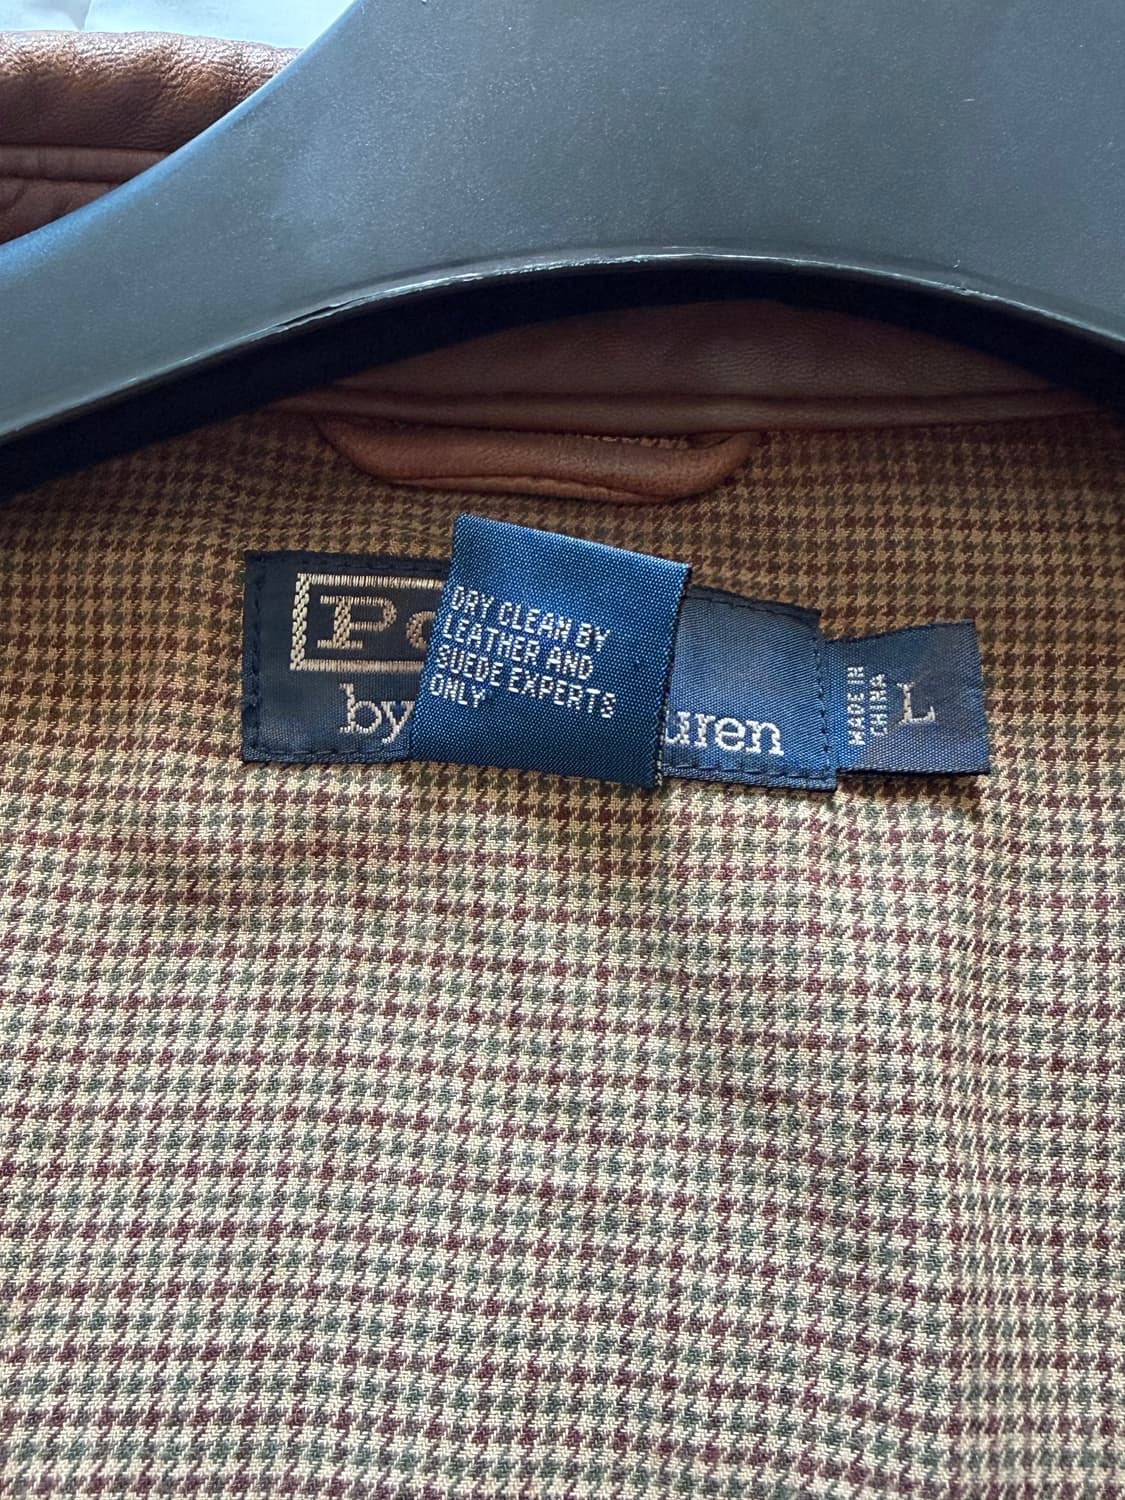 Po
by uren
DRY CLEAN BY
LEATHER AND
SUEDE EXPERTS
ONLY
MADE IN
CHINA
L